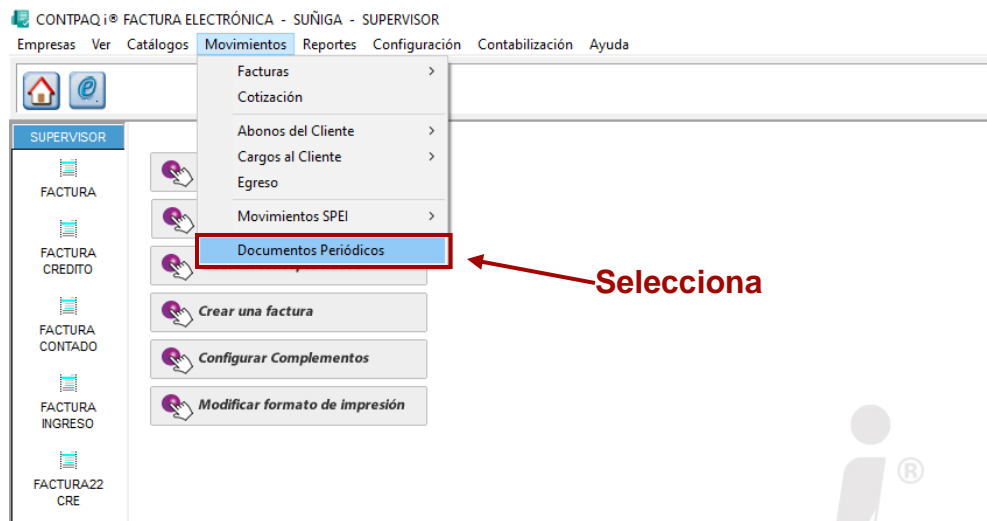 CONTPAQ i® FACTURA ELECTRÓNICA - SUÑIGA - SUPERVISOR
Empresas Ver Catálogos Movimientos Reportes Configuración Contabilización Ayuda
Facturas >
Cotización
Abonos del Cliente >
Cargos al Cliente >
Egreso
Movimientos SPEI >
Documentos Periódicos
Selecciona
SUPERVISOR
FACTURA
FACTURA
CREDITO
FACTURA
CONTADO
FACTURA
INGRESO
FACTURA22
CRE
Crear una factura
Configurar Complementos
Modificar formato de impresión
i®